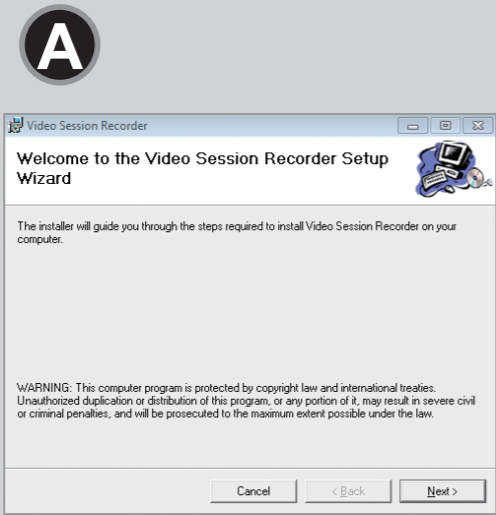 A
Video Session Recorder
Welcome to the Video Session Recorder Setup
Wizard
The installer will guide you through the steps required to install Video Session Recorder on your
computer.
WARNING: This computer program is protected by copyright law and international treaties.
Unauthorized duplication or distribution of this program, or any portion of it, may result in severe civil
or criminal penalties, and will be prosecuted to the maximum extent possible under the law.
Cancel < Back Next >